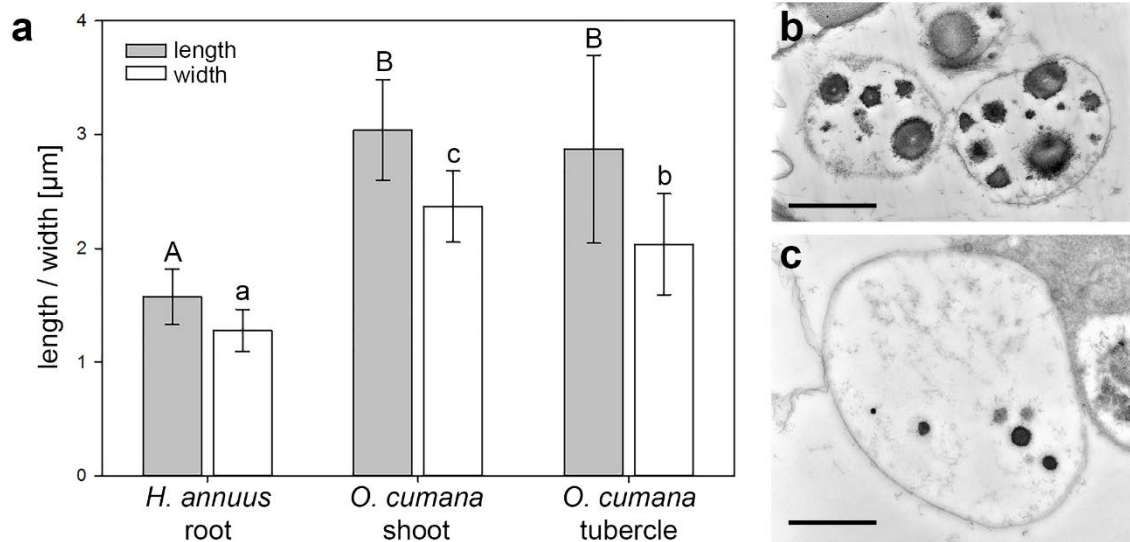 a
length / width [µm]
4
3
2
1
0
length
width
A
a
B
c
B
b
H. annuus
root
O. cumana
shoot
O. cumana
tubercle
b
c